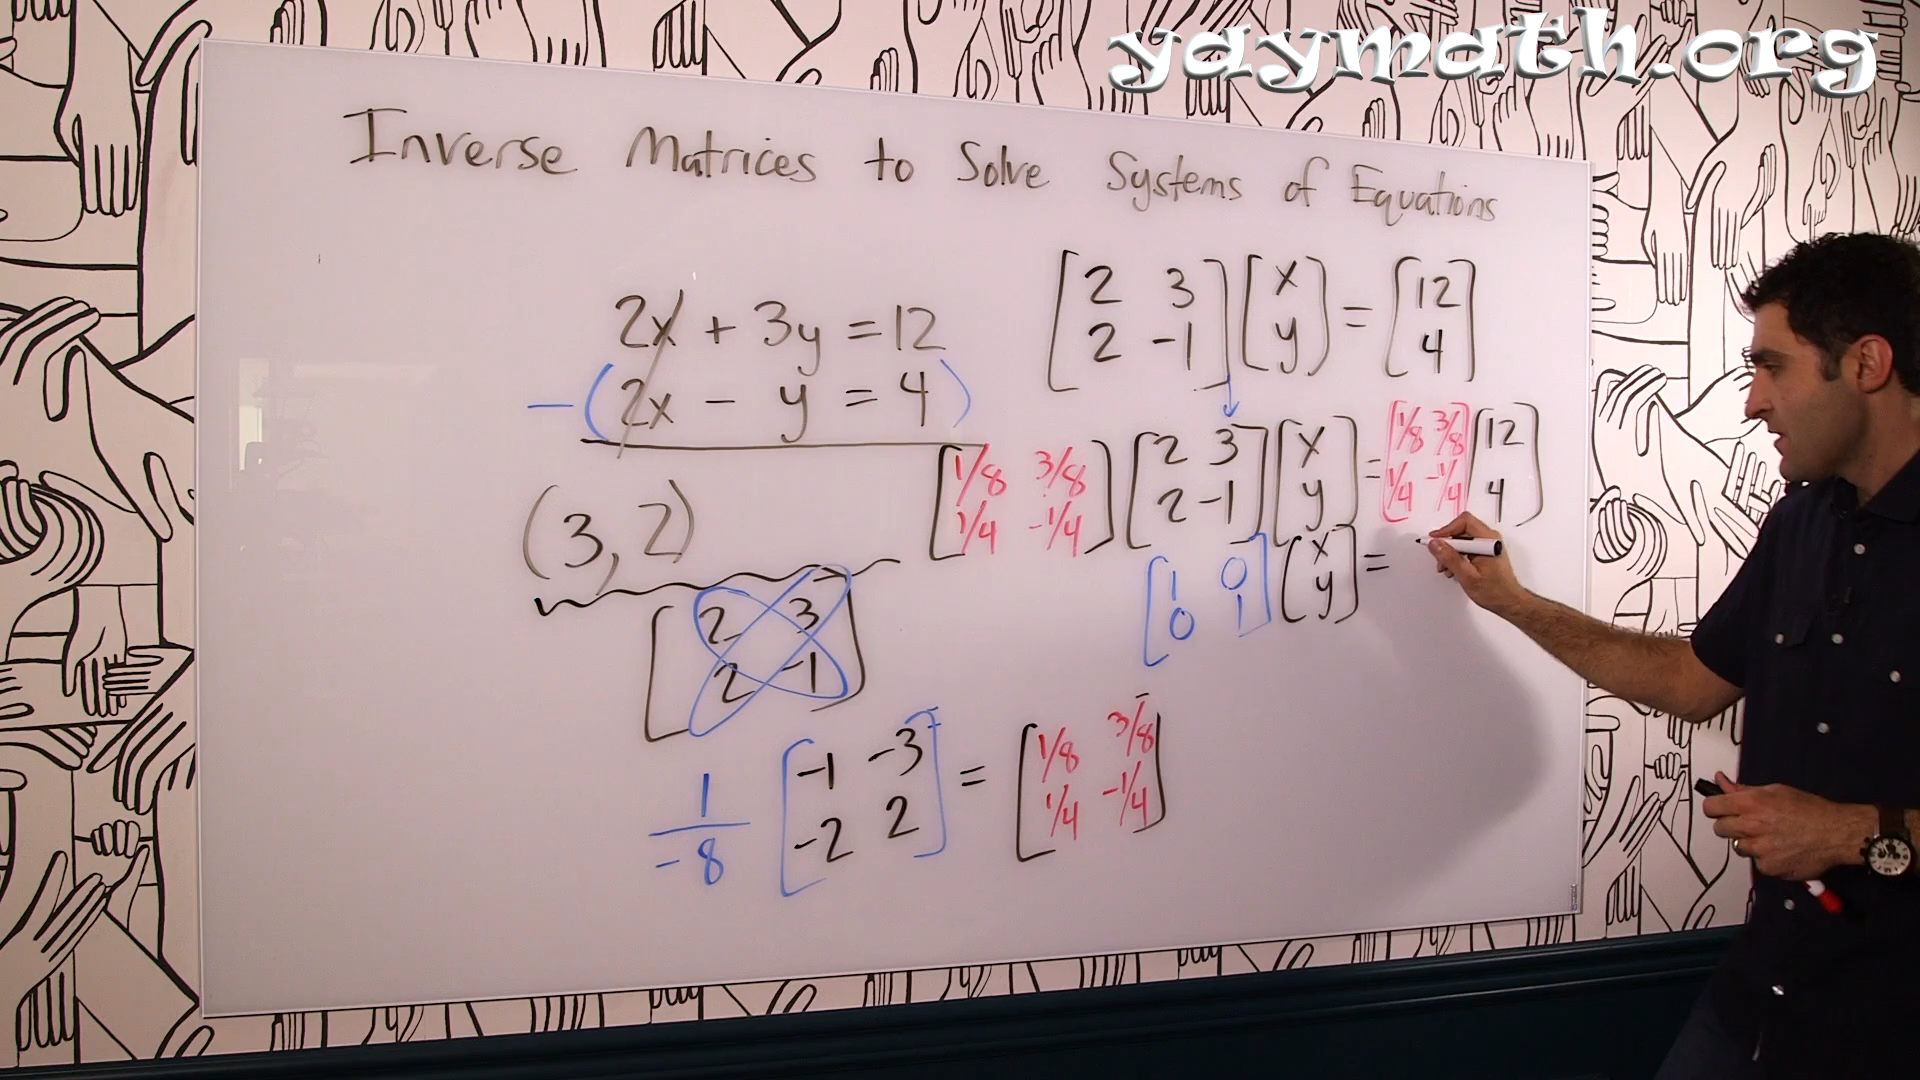 yaymath.org
Inverse Matrices to Solve Systems of Equations
2x + 3y = 12
-(2x - y = 4)
(3, 2)
[2 3
2 -1]
1/-8 [-1 -3
-2 2] = [1/8 3/8
1/4 -1/4]
[2 3
2 -1] [x
y] = [12
4]
[1/8 3/8
1/4 -1/4] [2 3
2 -1] [x
y] = [1/8 3/8
1/4 -1/4] [12
4]
[1 0
0 1] [x
y] =